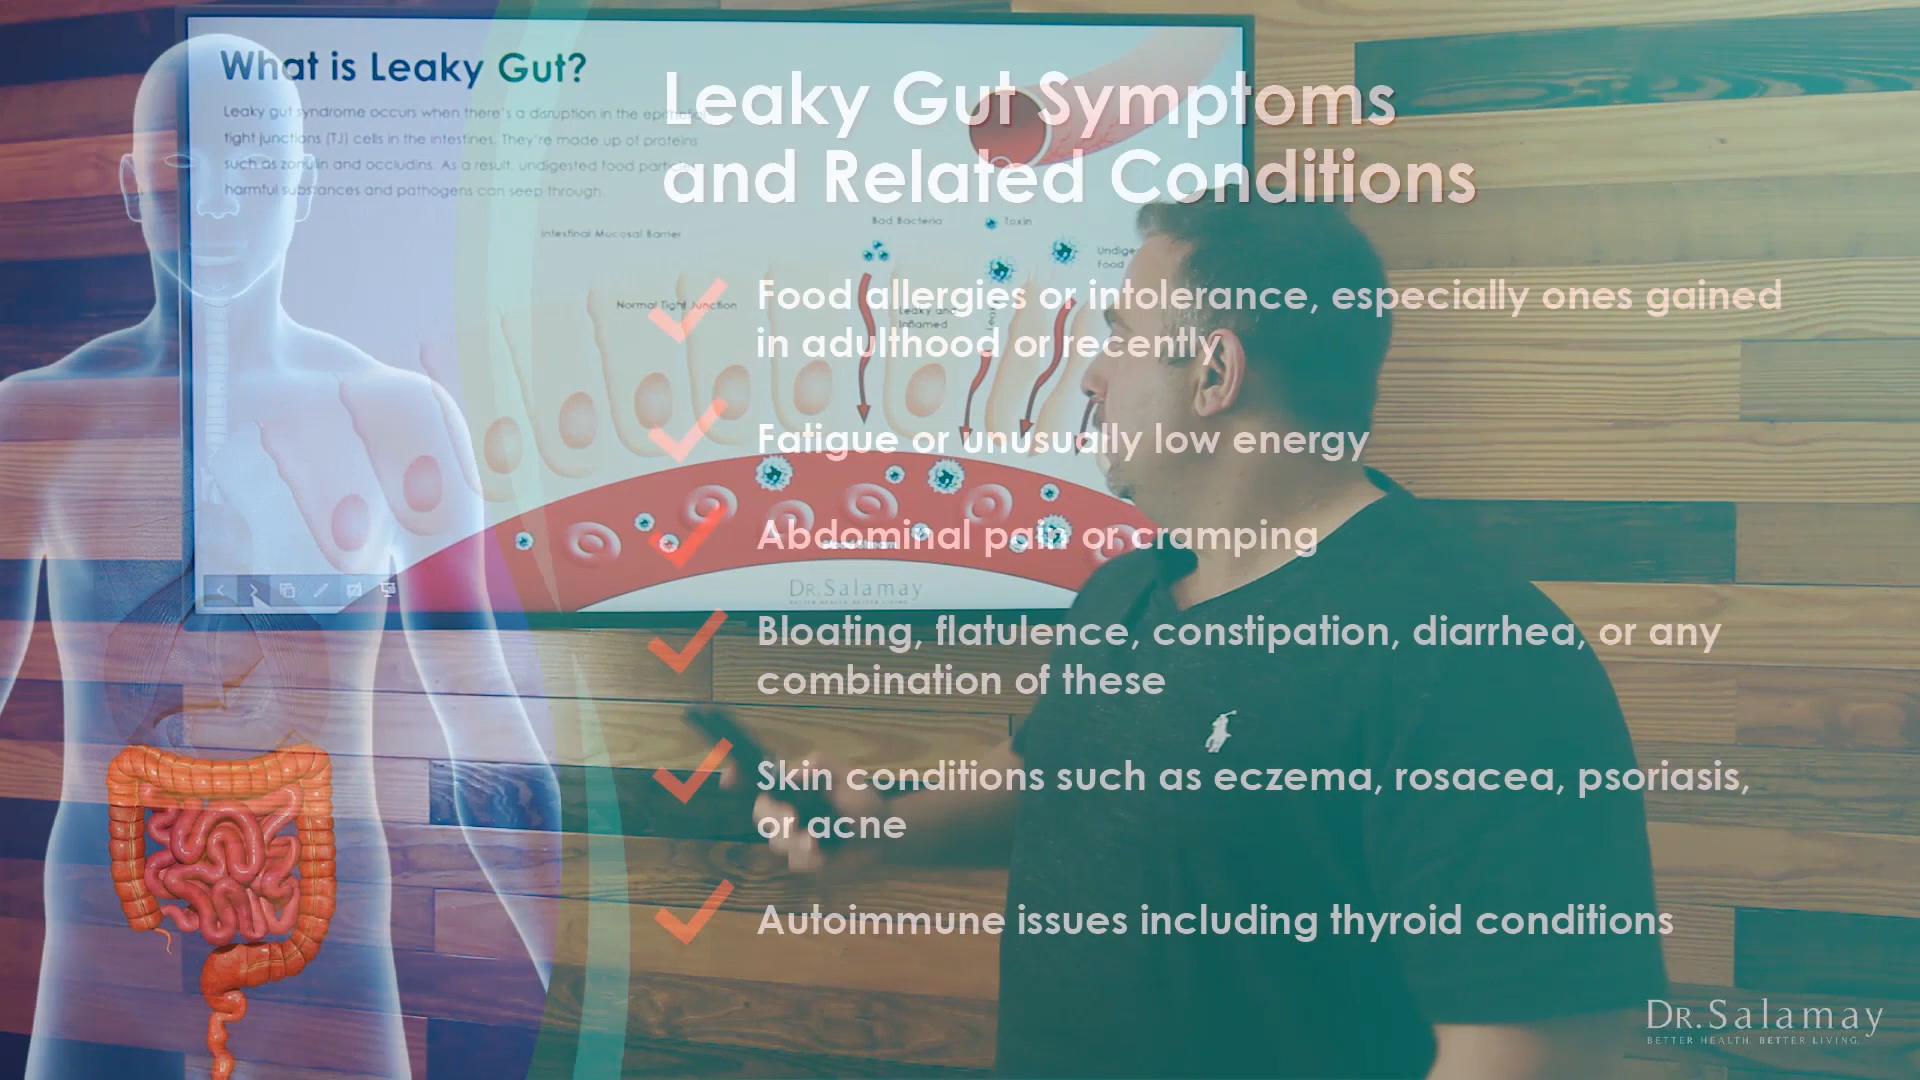 What is Leaky Gut?
Leaky gut syndrome occurs when there's a disruption in the
tight junctions (TJ) cells in the intestines. They're made up of proteins
such as zonulin and occludins. As a result, undigested food
harmful substances and pathogens can seep through.
Leaky Gut Symptoms
and Related Conditions
Bad Bacteria
Toxin
Intestinal Mucosal Barrier
Food
Normal Tight Junction
Leaky and
Inflamed
Food allergies or intolerance, especially ones gained
in adulthood or recently
Fatigue or unusually low energy
Abdominal pain or cramping
DR.Salamay
Bloating, flatulence, constipation, diarrhea, or any
combination of these
Skin conditions such as eczema, rosacea, psoriasis,
or acne
Autoimmune issues including thyroid conditions
DR.Salamay
BETTER HEALTH. BETTER LIVING.